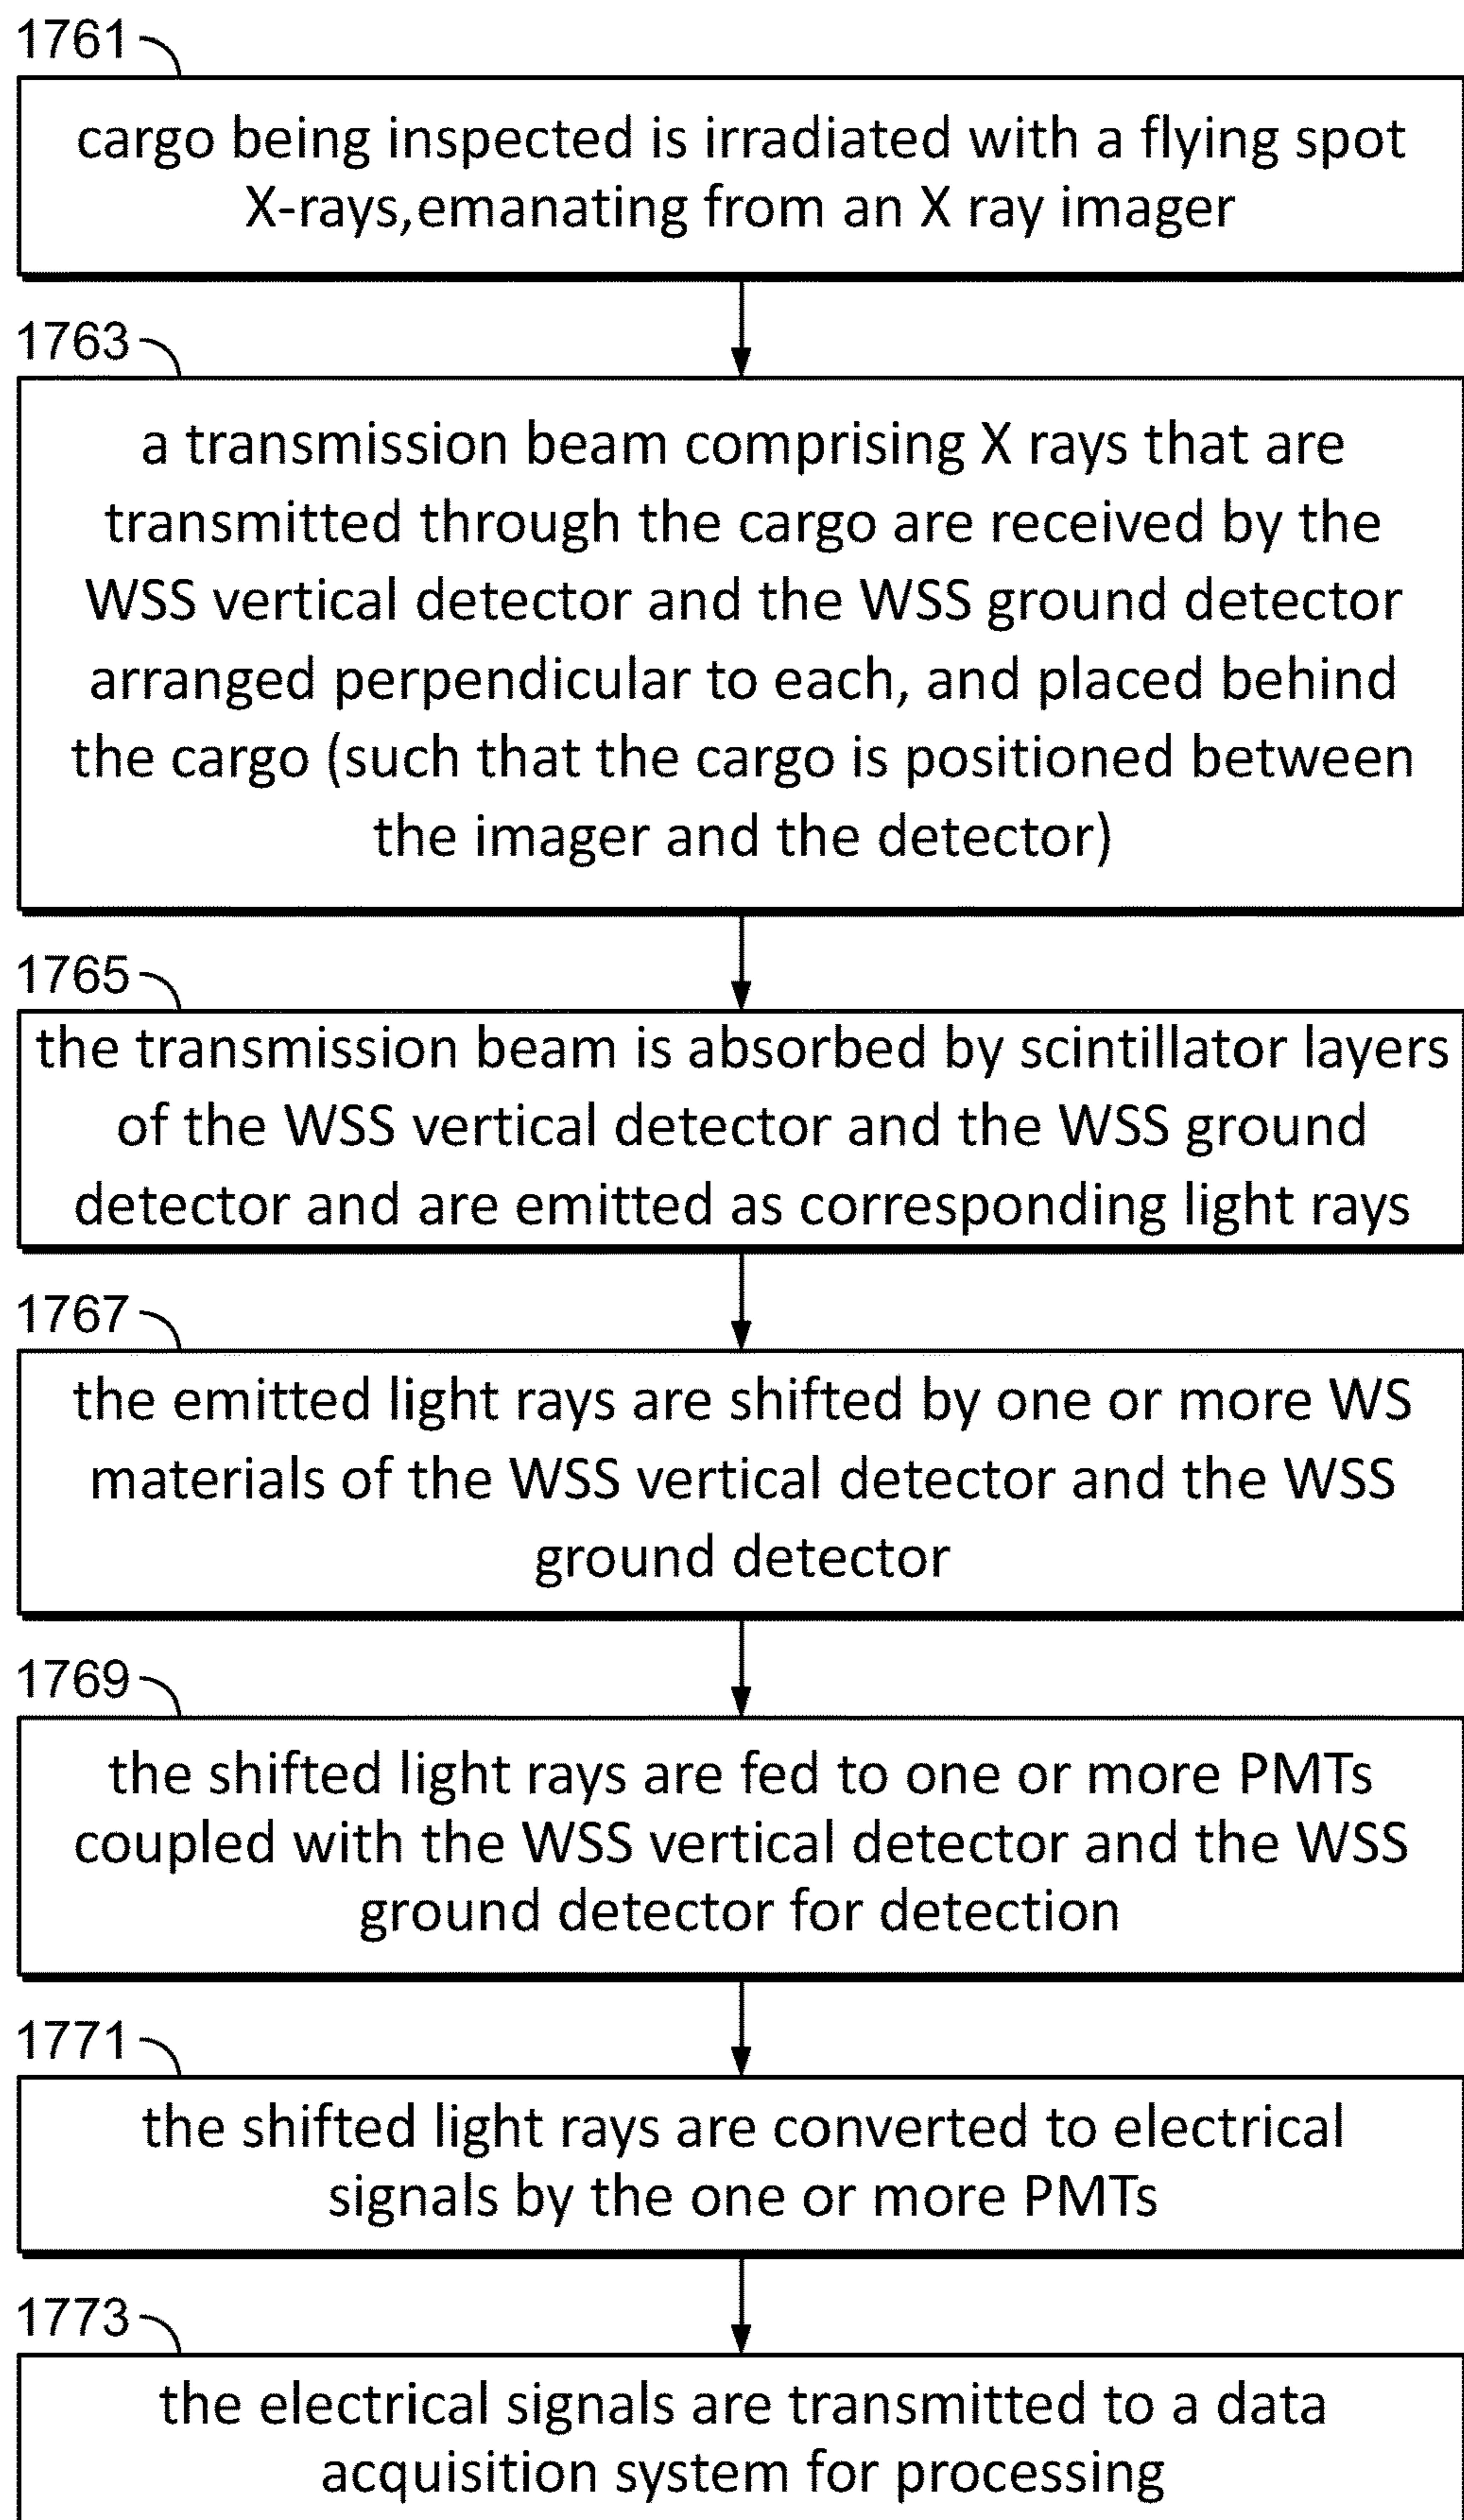 1761
cargo being inspected is irradiated with a flying spot
X-rays,emanating from an X ray imager
1763
a transmission beam comprising X rays that are
transmitted through the cargo are received by the
WSS vertical detector and the WSS ground detector
arranged perpendicular to each, and placed behind
the cargo (such that the cargo is positioned between
the imager and the detector)
1765
the transmission beam is absorbed by scintillator layers
of the WSS vertical detector and the WSS ground
detector and are emitted as corresponding light rays
1767
the emitted light rays are shifted by one or more WS
materials of the WSS vertical detector and the WSS
ground detector
1769
the shifted light rays are fed to one or more PMTs
coupled with the WSS vertical detector and the WSS
ground detector for detection
1771
the shifted light rays are converted to electrical
signals by the one or more PMTs
1773
the electrical signals are transmitted to a data
acquisition system for processing